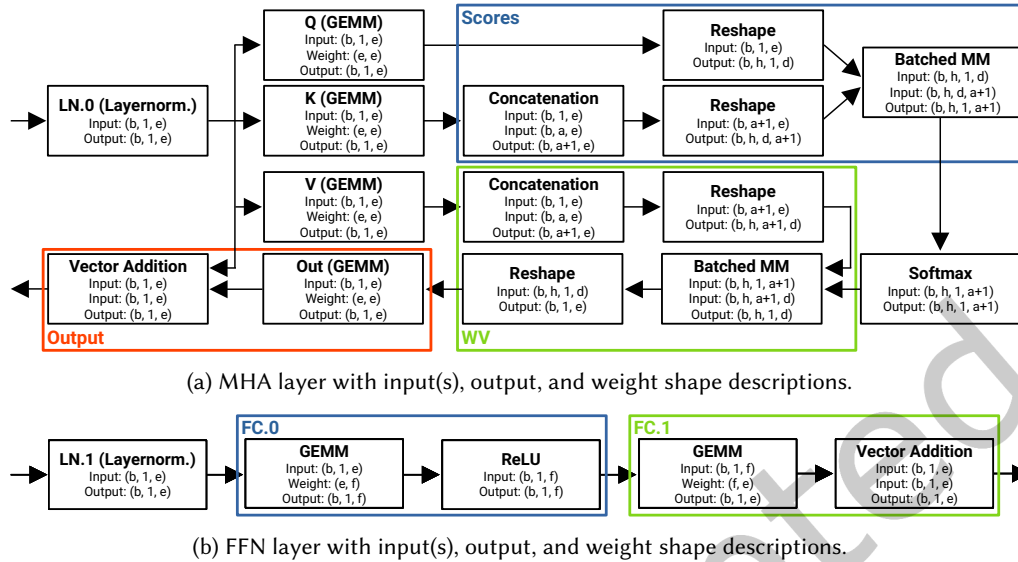 Scores
Q (GEMM)
Input: (b, 1, e)
Weight: (e, e)
Output: (b, 1, e)
Reshape
Input: (b, 1, e)
Output: (b, h, 1, d)
Batched MM
Input: (b, h, 1, d)
Input: (b, h, d, a+1)
Output: (b, h, 1, a+1)
LN.0 (Layernorm.)
Input: (b, 1, e)
Output: (b, 1, e)
K (GEMM)
Input: (b, 1, e)
Weight: (e, e)
Output: (b, 1, e)
Concatenation
Input: (b, 1, e)
Input: (b, a, e)
Output: (b, a+1, e)
Reshape
Input: (b, a+1, e)
Output: (b, h, d, a+1)
V (GEMM)
Input: (b, 1, e)
Weight: (e, e)
Output: (b, 1, e)
Concatenation
Input: (b, 1, e)
Input: (b, a, e)
Output: (b, a+1, e)
Reshape
Input: (b, a+1, e)
Output: (b, h, a+1, d)
Vector Addition
Input: (b, 1, e)
Input: (b, 1, e)
Output: (b, 1, e)
Out (GEMM)
Input: (b, 1, e)
Weight: (e, e)
Output: (b, 1, e)
Reshape
Input: (b, h, 1, d)
Output: (b, 1, e)
Batched MM
Input: (b, h, 1, a+1)
Input: (b, h, a+1, d)
Output: (b, h, 1, d)
Softmax
Input: (b, h, 1, a+1)
Output: (b, h, 1, a+1)
Output
WV
(a) MHA layer with input(s), output, and weight shape descriptions.
FC.0
FC.1
LN.1 (Layernorm.)
Input: (b, 1, e)
Output: (b, 1, e)
GEMM
Input: (b, 1, e)
Weight: (e, f)
Output: (b, 1, f)
ReLU
Input: (b, 1, f)
Output: (b, 1, f)
GEMM
Input: (b, 1, f)
Weight: (f, e)
Output: (b, 1, e)
Vector Addition
Input: (b, 1, e)
Input: (b, 1, e)
Output: (b, 1, e)
(b) FFN layer with input(s), output, and weight shape descriptions.